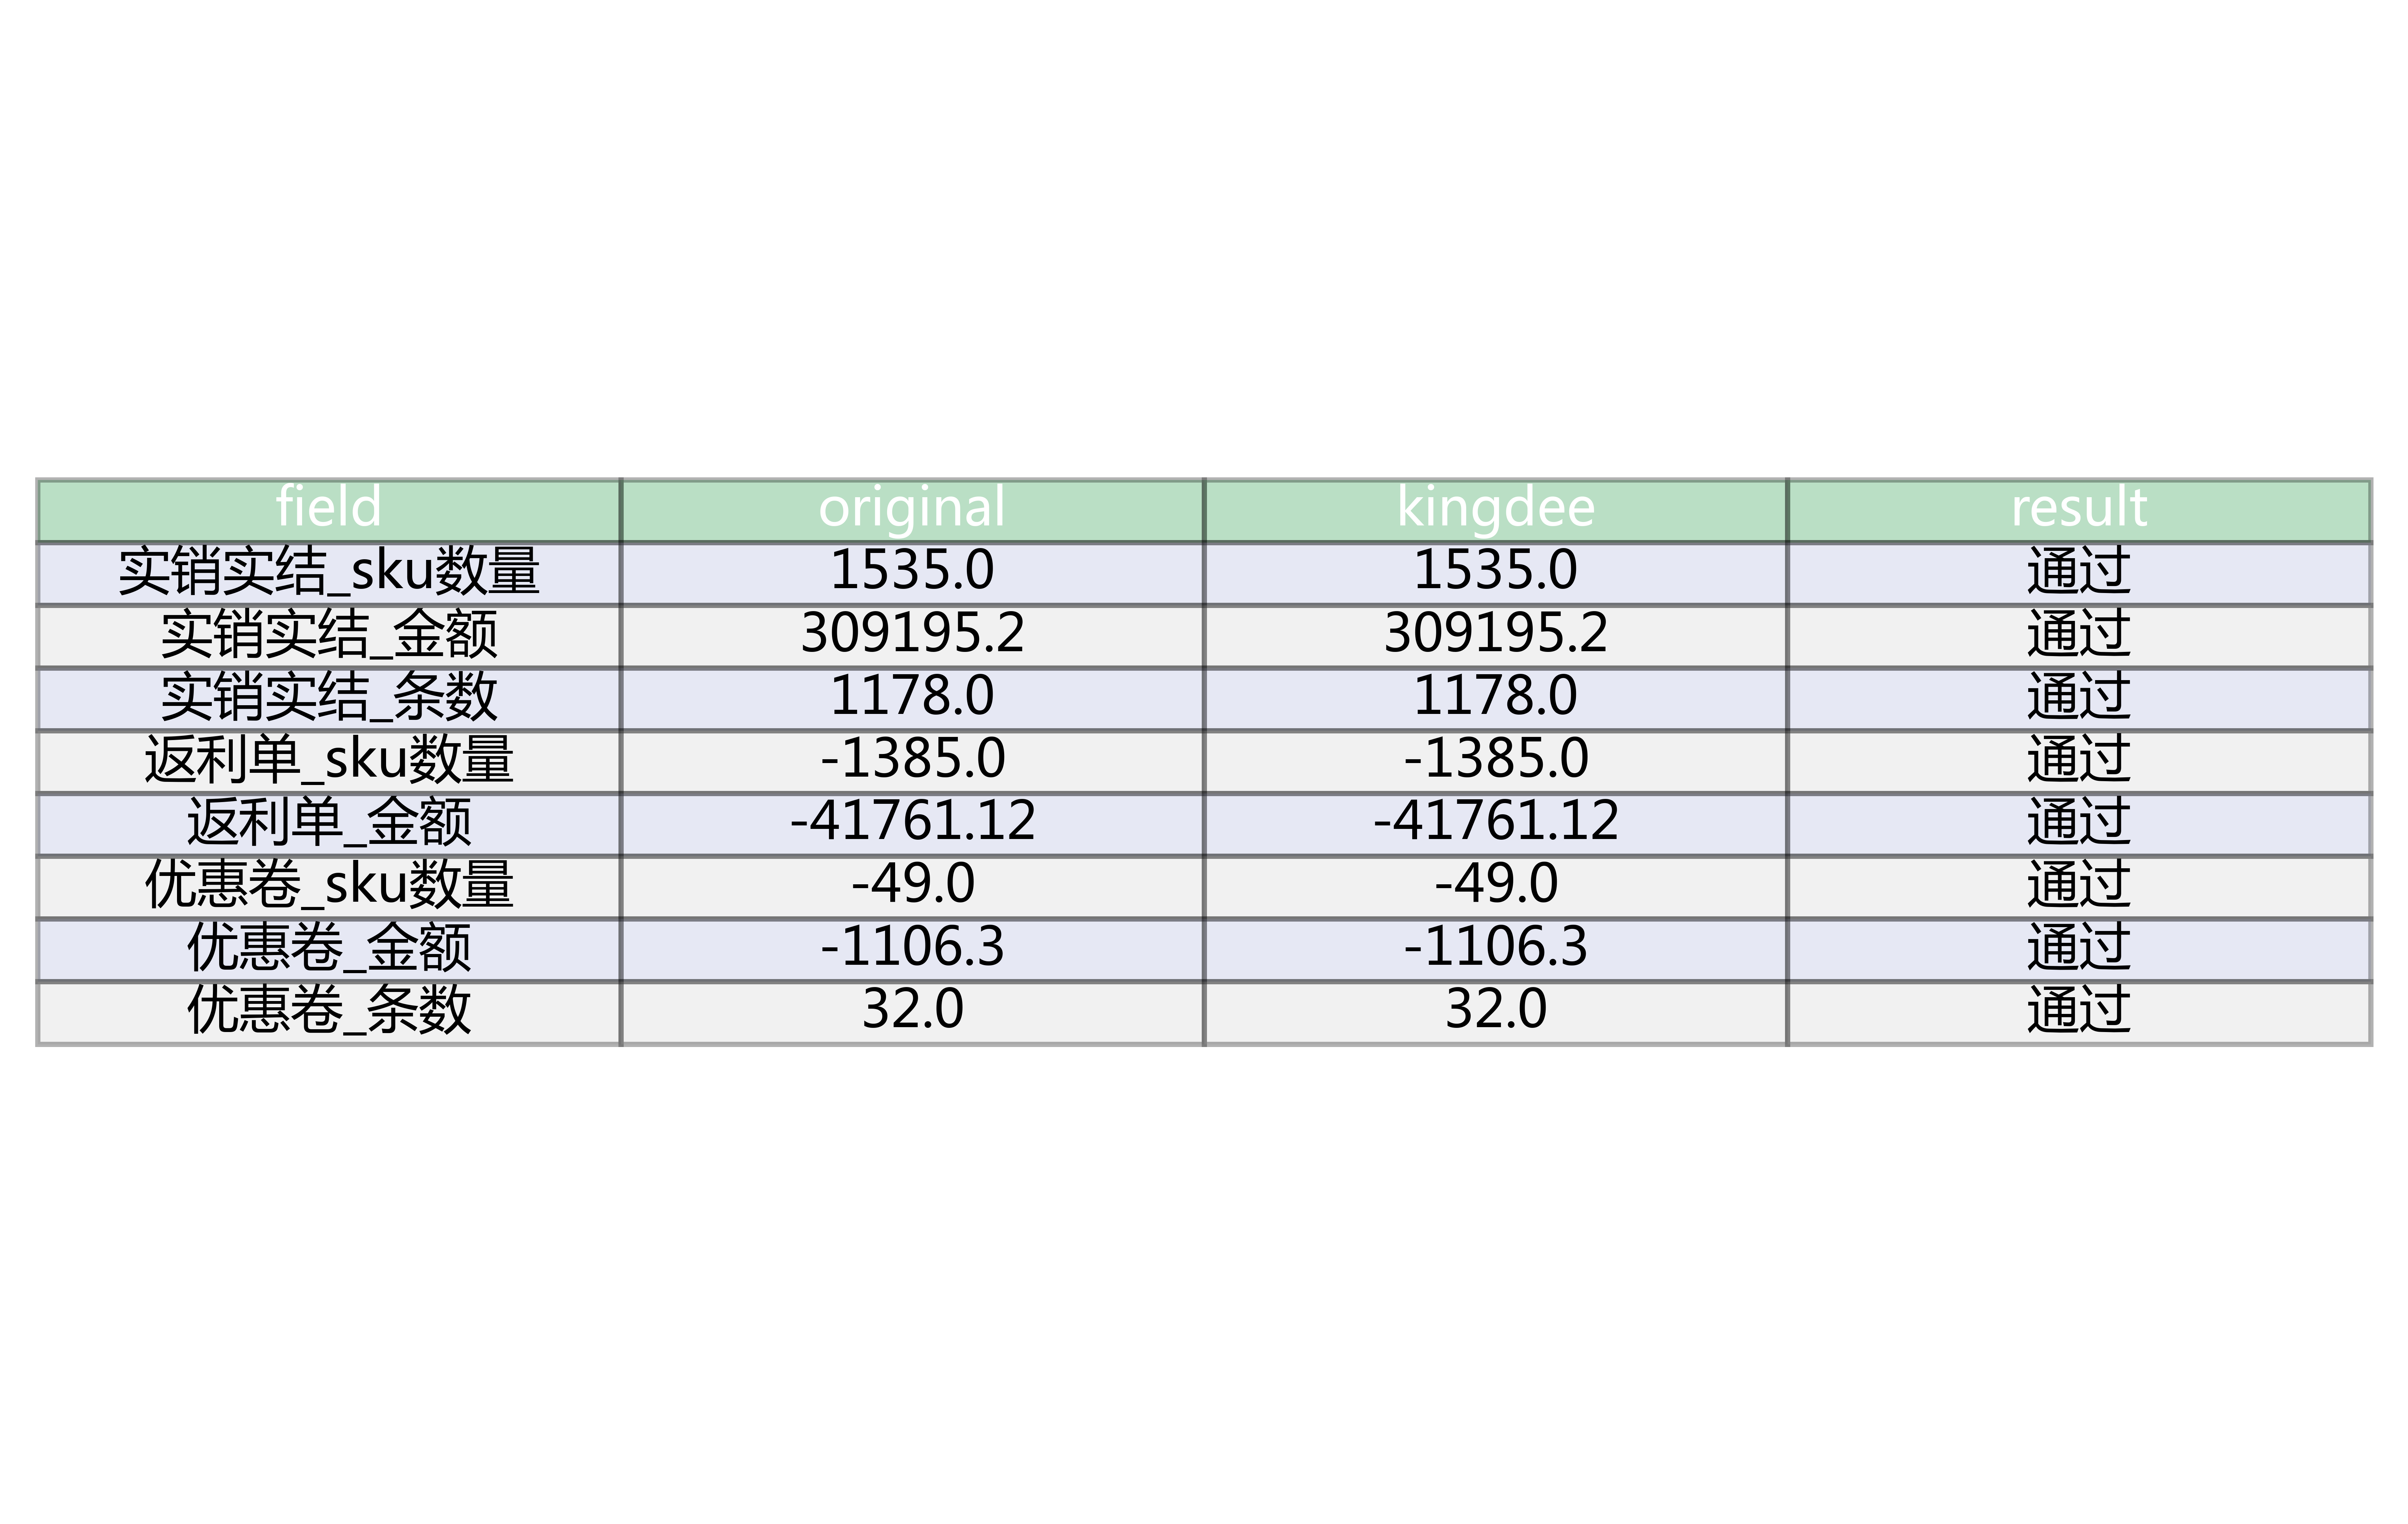 field original kingdee result
实销实结_sku数量 1535.0 1535.0 通过
实销实结_金额 309195.2 309195.2 通过
实销实结_条数 1178.0 1178.0 通过
返利单_sku数量 -1385.0 -1385.0 通过
返利单_金额 -41761.12 -41761.12 通过
优惠卷_sku数量 -49.0 -49.0 通过
优惠卷_金额 -1106.3 -1106.3 通过
优惠卷_条数 32.0 32.0 通过